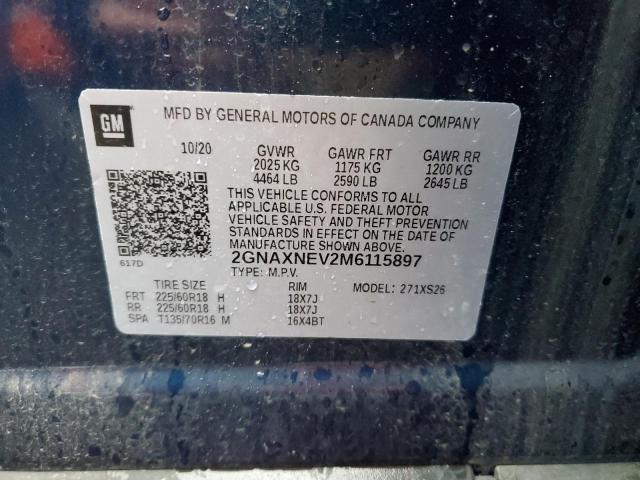 GM
MFD BY GENERAL MOTORS OF CANADA COMPANY
10/20 GVWR GAWR FRT GAWR RR
2025 KG 1175 KG 1200 KG
4464 LB 2590 LB 2645 LB
THIS VEHICLE CONFORMS TO ALL
APPLICABLE U.S. FEDERAL MOTOR
VEHICLE SAFETY AND THEFT PREVENTION
STANDARDS IN EFFECT ON THE DATE OF
MANUFACTURE SHOWN ABOVE.
617D 2GNAXNEV2M6115897
TYPE: M.P.V.
TIRE SIZE RIM MODEL: 271XS26
FRT 225/60R18 H 18X7J
RR 225/60R18 H 18X7J
SPA T135/70R16 M 16X4BT